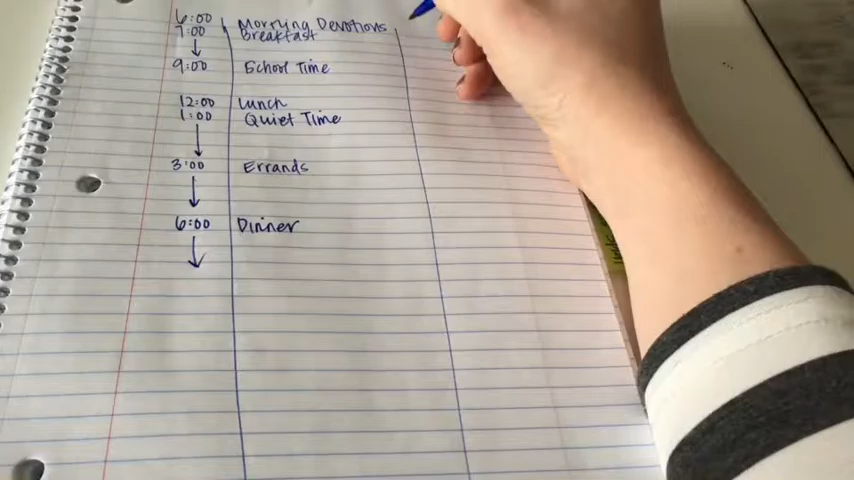 6:00 Morning Devotions
7:00 Breakfast
9:00 School Time
12:00 Lunch
1:00 Quiet Time
3:00 Errands
6:00 Dinner